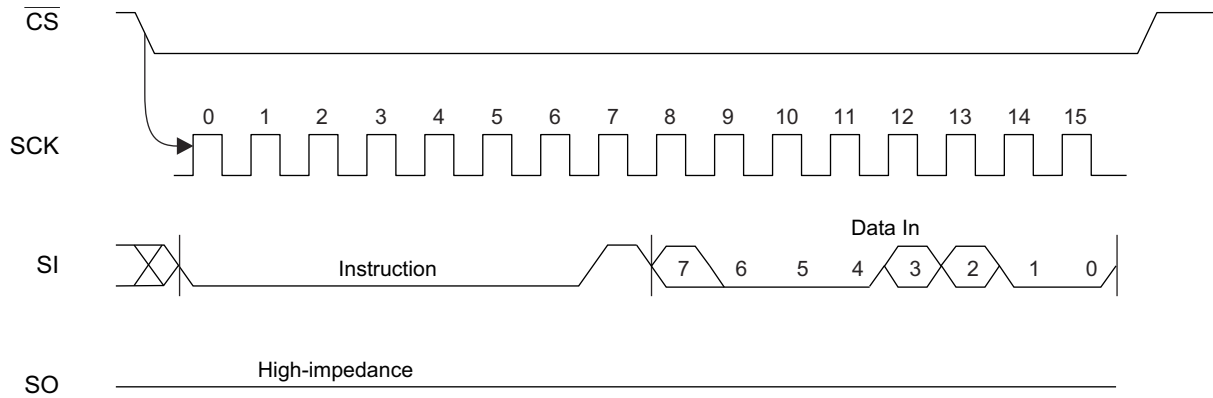 C̅S̅
0 1 2 3 4 5 6 7 8 9 10 11 12 13 14 15
SCK
Data In
SI
Instruction
7 6 5 4 3 2 1 0
High-impedance
SO